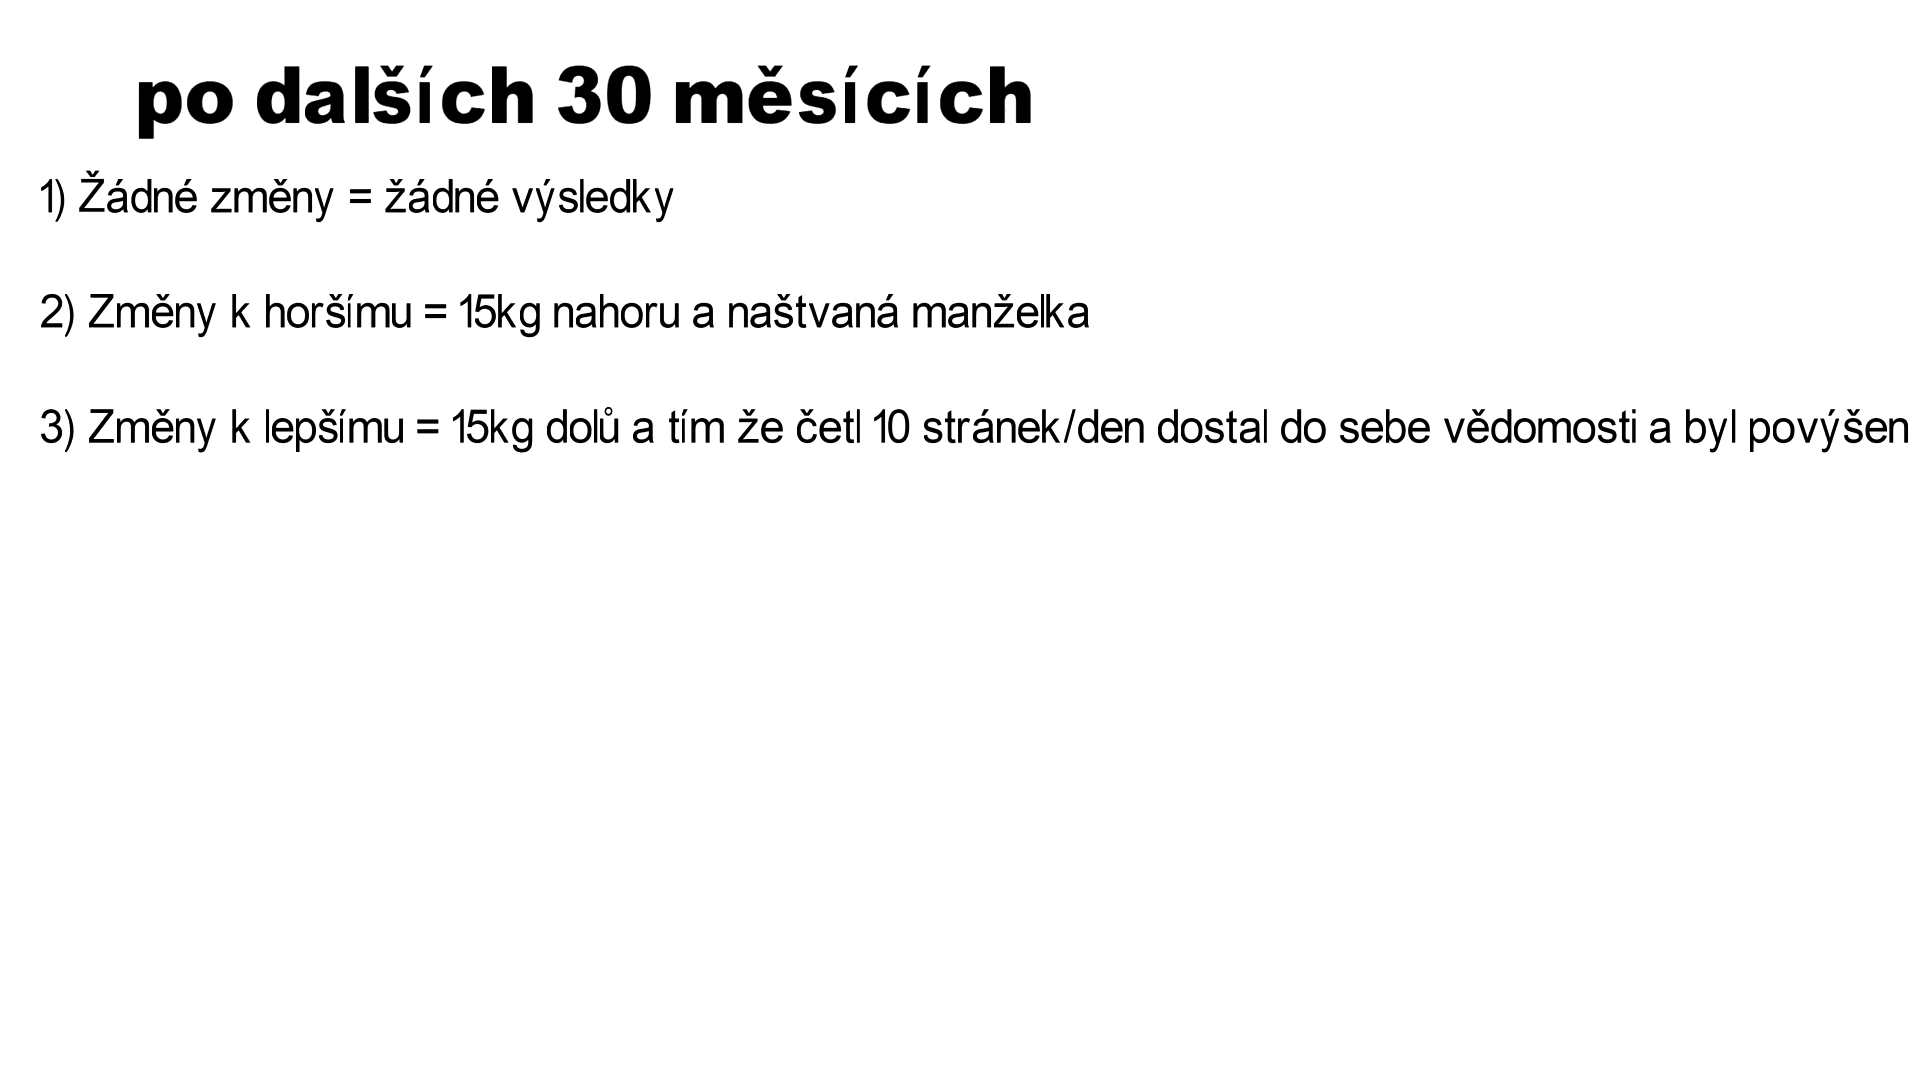 po dalších 30 měsících
1) Žádné změny = žádné výsledky
2) Změny k horšímu = 15kg nahoru a naštvaná manželka
3) Změny k lepšímu = 15kg dolů a tím že četl 10 stránek/den dostal do sebe vědomosti a byl povýšen